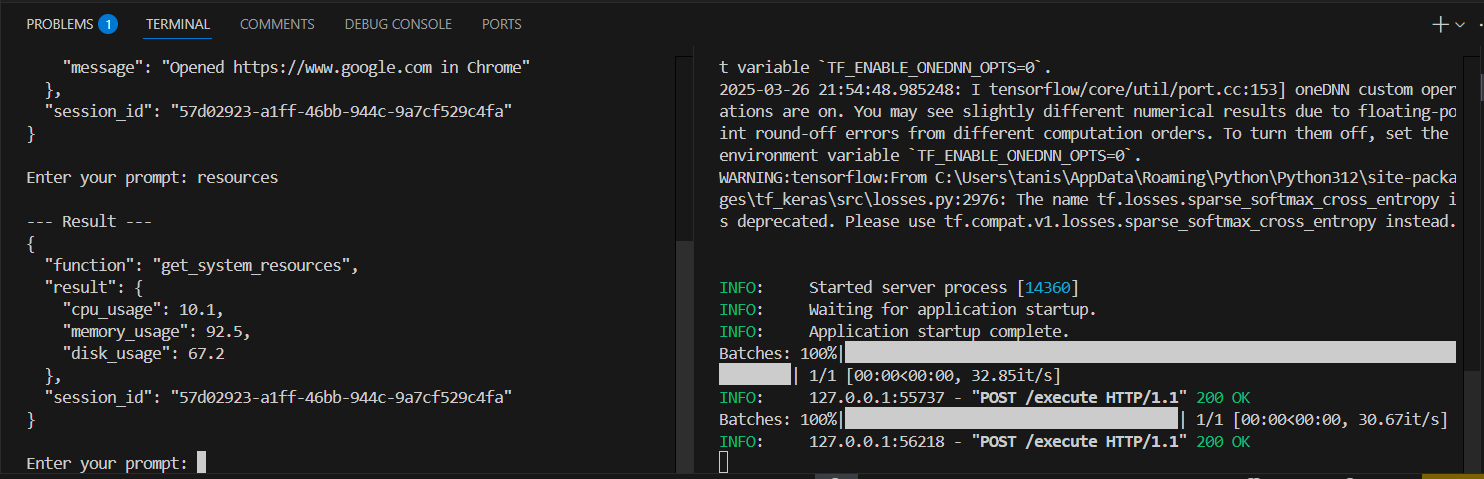 PROBLEMS 1 TERMINAL COMMENTS DEBUG CONSOLE PORTS
    "message": "Opened https://www.google.com in Chrome"
  },
  "session_id": "57d02923-a1ff-46bb-944c-9a7cf529c4fa"
}
Enter your prompt: resources
--- Result ---
{
  "function": "get_system_resources",
  "result": {
    "cpu_usage": 10.1,
    "memory_usage": 92.5,
    "disk_usage": 67.2
  },
  "session_id": "57d02923-a1ff-46bb-944c-9a7cf529c4fa"
}
Enter your prompt:
t variable `TF_ENABLE_ONEDNN_OPTS=0`.
2025-03-26 21:54:48.985248: I tensorflow/core/util/port.cc:153] oneDNN custom oper
ations are on. You may see slightly different numerical results due to floating-po
int round-off errors from different computation orders. To turn them off, set the
environment variable `TF_ENABLE_ONEDNN_OPTS=0`.
WARNING:tensorflow:From C:\Users\tanis\AppData\Roaming\Python\Python312\site-packa
ges\tf_keras\src\losses.py:2976: The name tf.losses.sparse_softmax_cross_entropy i
s deprecated. Please use tf.compat.v1.losses.sparse_softmax_cross_entropy instead.
INFO:     Started server process [14360]
INFO:     Waiting for application startup.
INFO:     Application startup complete.
Batches: 100%|
| 1/1 [00:00<00:00, 32.85it/s]
INFO:     127.0.0.1:55737 - "POST /execute HTTP/1.1" 200 OK
Batches: 100%| | 1/1 [00:00<00:00, 30.67it/s]
INFO:     127.0.0.1:56218 - "POST /execute HTTP/1.1" 200 OK